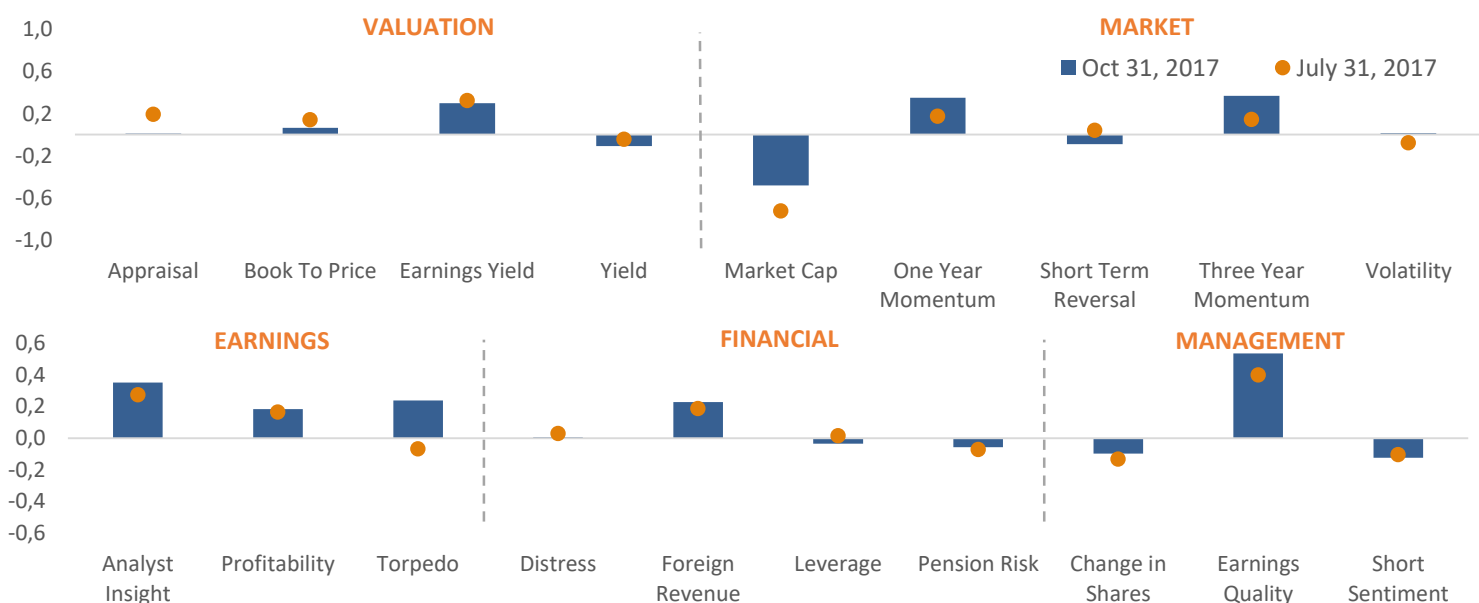 VALUATION
MARKET
Oct 31, 2017
July 31, 2017
1,0
0,6
0,2
-0,2
-0,6
-1,0
Appraisal
Book To Price
Earnings Yield
Yield
Market Cap
One Year
Momentum
Short Term
Reversal
Three Year
Momentum
Volatility
EARNINGS
FINANCIAL
MANAGEMENT
0,6
0,4
0,2
0,0
-0,2
-0,4
-0,6
Analyst
Insight
Profitability
Torpedo
Distress
Foreign
Revenue
Leverage
Pension Risk
Change in
Shares
Earnings
Quality
Short
Sentiment